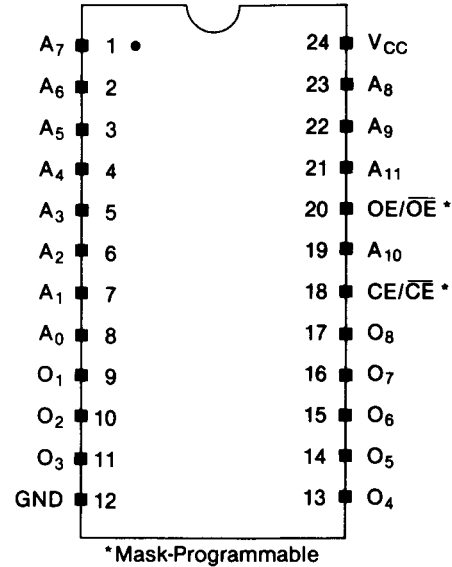 A7 1 24 VCC
A6 2 23 A8
A5 3 22 A9
A4 4 21 A11
A3 5 20 OE/O̅E̅ *
A2 6 19 A10
A1 7 18 CE/C̅E̅ *
A0 8 17 O8
O1 9 16 O7
O2 10 15 O6
O3 11 14 O5
GND 12 13 O4
*Mask-Programmable